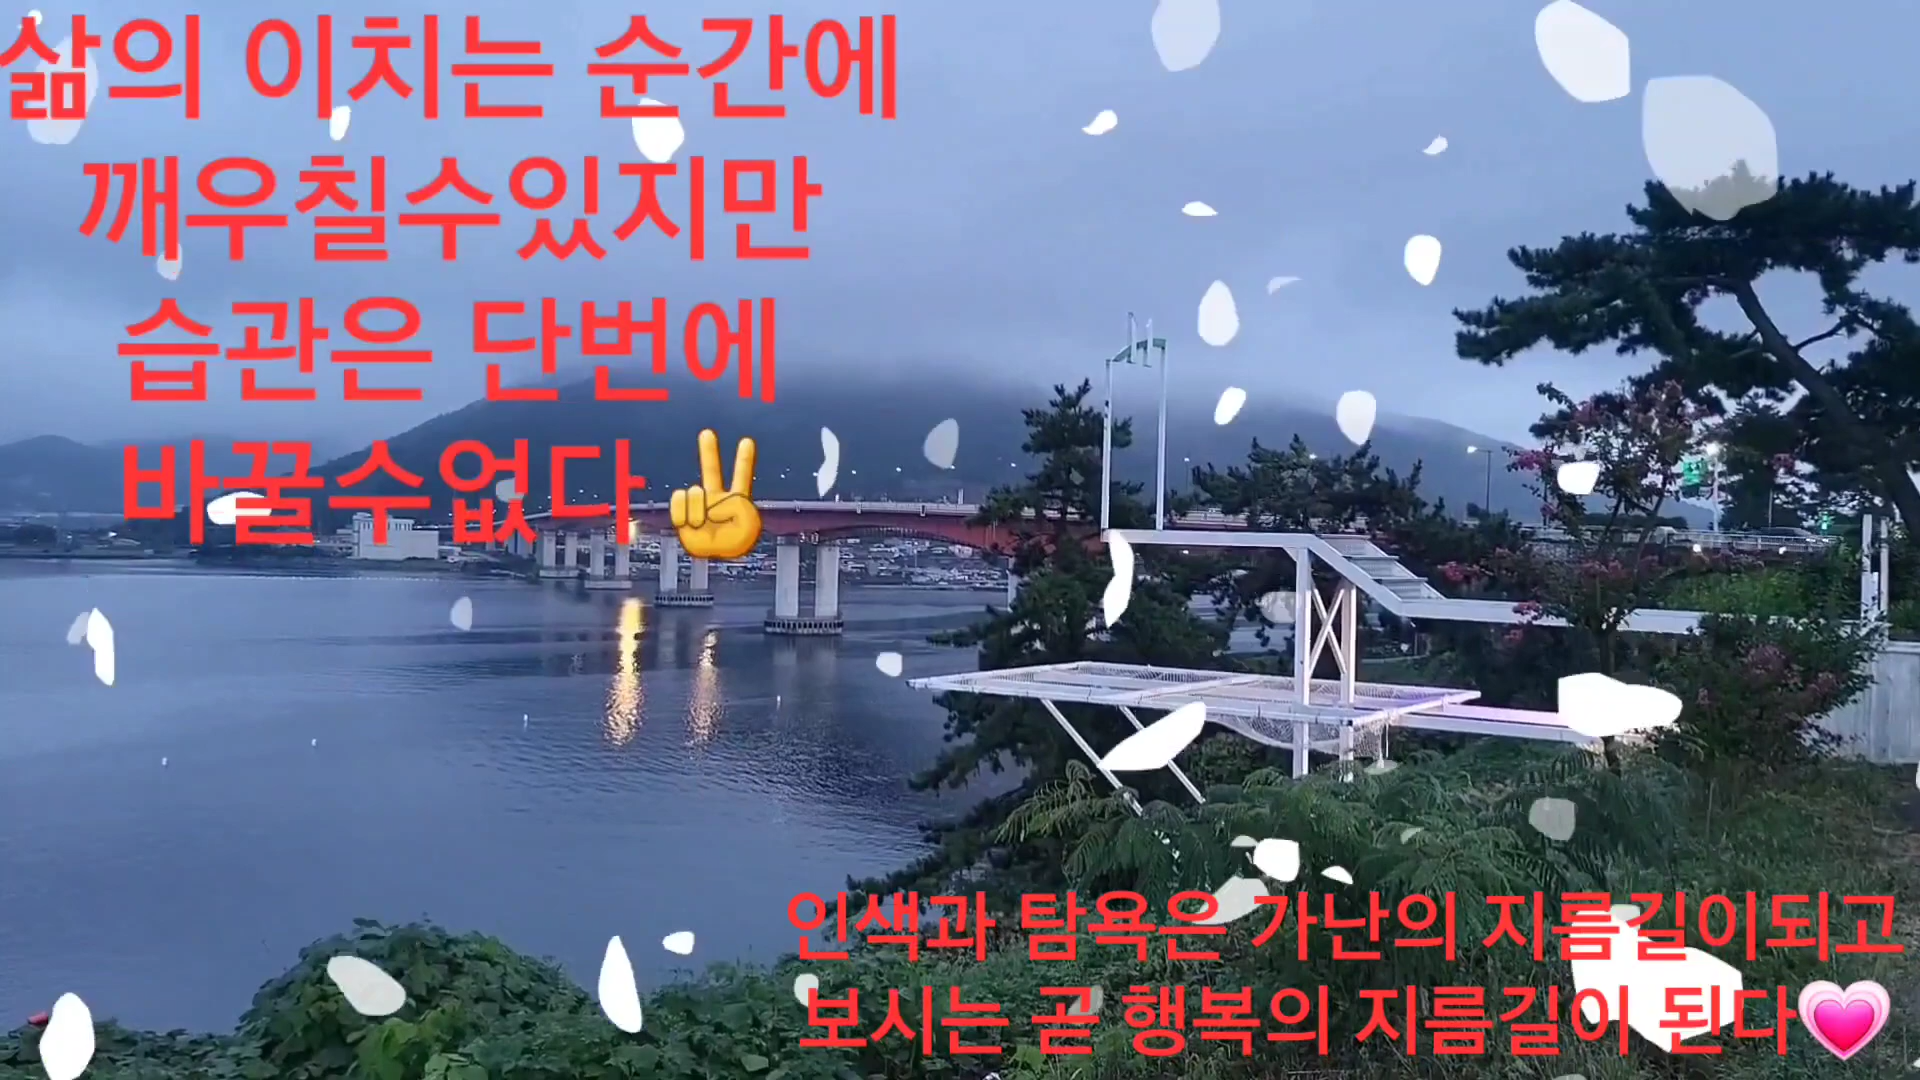 삶의 이치는 순간에
깨우칠수있지만
습관은 단번에
바꿀수없다✌
인색과 탐욕은 가난의 지름길이되고
보시는 곧 행복의 지름길이 된다💗